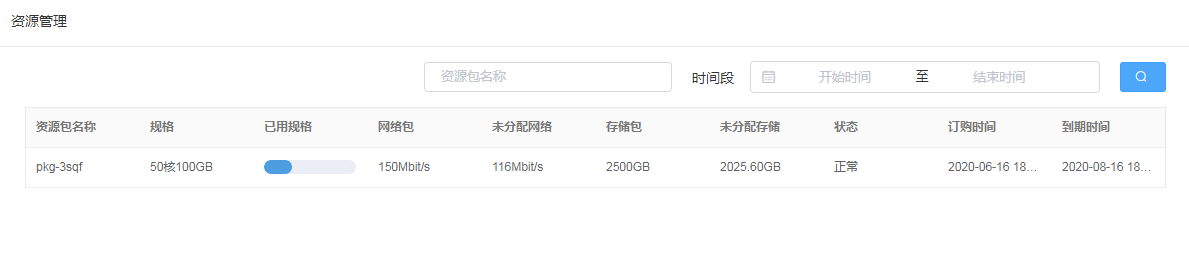 资源管理
资源包名称 时间段 开始时间 至 结束时间
资源包名称 规格 已用规格 网络包 未分配网络 存储包 未分配存储 状态 订购时间 到期时间
pkg-3sqf 50核100GB 150Mbit/s 116Mbit/s 2500GB 2025.60GB 正常 2020-06-16 18... 2020-08-16 18...